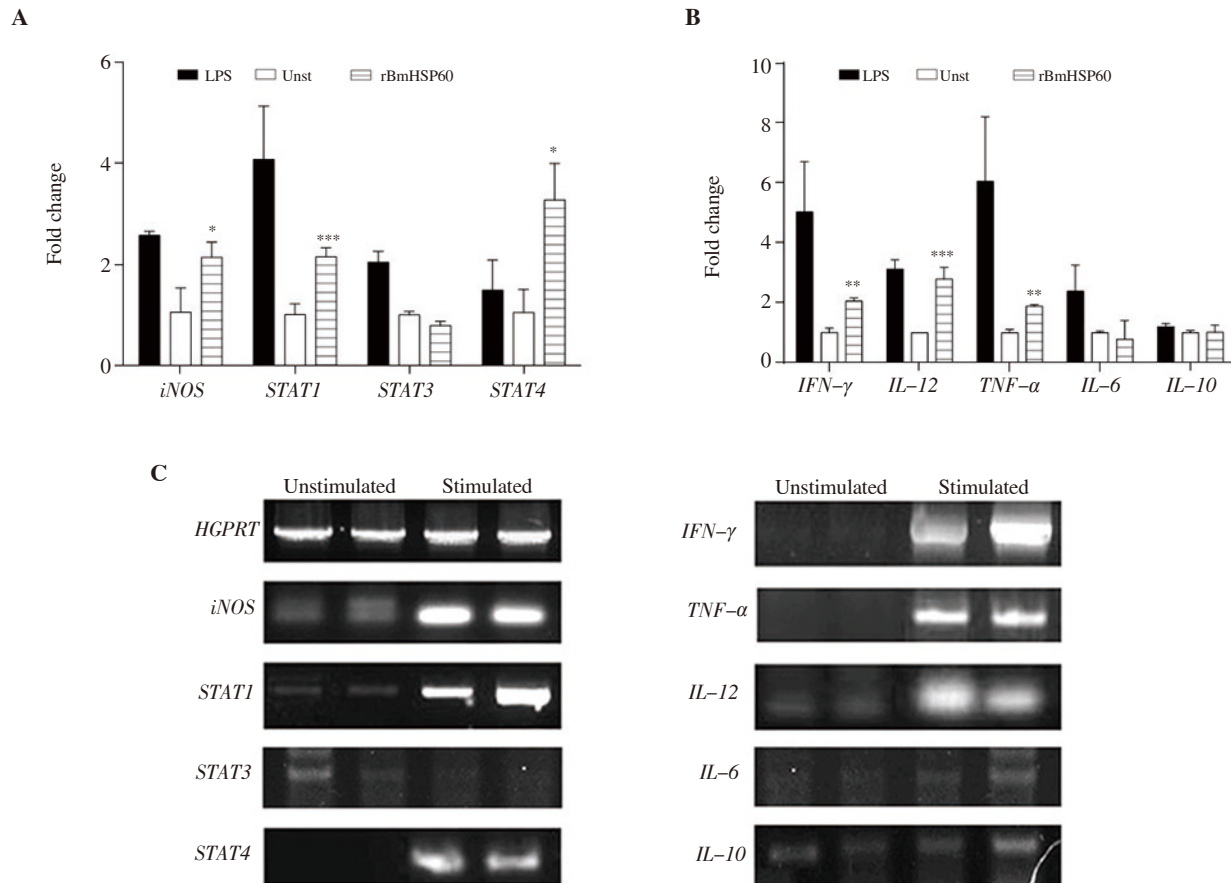 A
6
4
2
0
Fold change
LPS Unst rBmHSP60
* *** *
iNOS STAT1 STAT3 STAT4
B
10
8
6
4
2
0
Fold change
LPS Unst rBmHSP60
** *** **
IFN–γ IL–12 TNF–α IL–6 IL–10
C
Unstimulated Stimulated
HGPRT
iNOS
STAT1
STAT3
STAT4
Unstimulated Stimulated
IFN–γ
TNF–α
IL–12
IL–6
IL–10